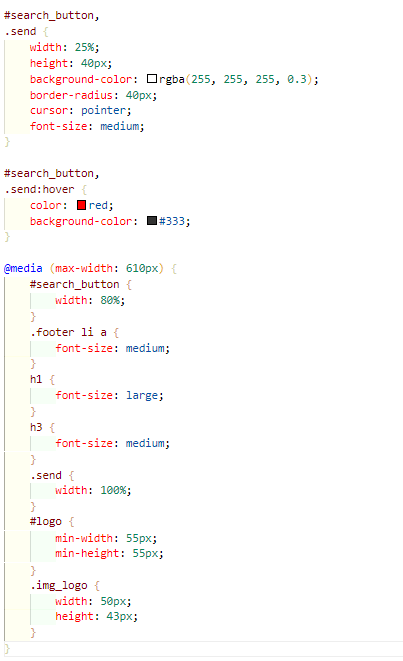 #search_button,
.send {
    width: 25%;
    height: 40px;
    background-color: rgba(255, 255, 255, 0.3);
    border-radius: 40px;
    cursor: pointer;
    font-size: medium;
}

#search_button,
.send:hover {
    color: red;
    background-color: #333;
}

@media (max-width: 610px) {
    #search_button {
        width: 80%;
    }
    .footer li a {
        font-size: medium;
    }
    h1 {
        font-size: large;
    }
    h3 {
        font-size: medium;
    }
    .send {
        width: 100%;
    }
    #logo {
        min-width: 55px;
        min-height: 55px;
    }
    .img_logo {
        width: 50px;
        height: 43px;
    }
}